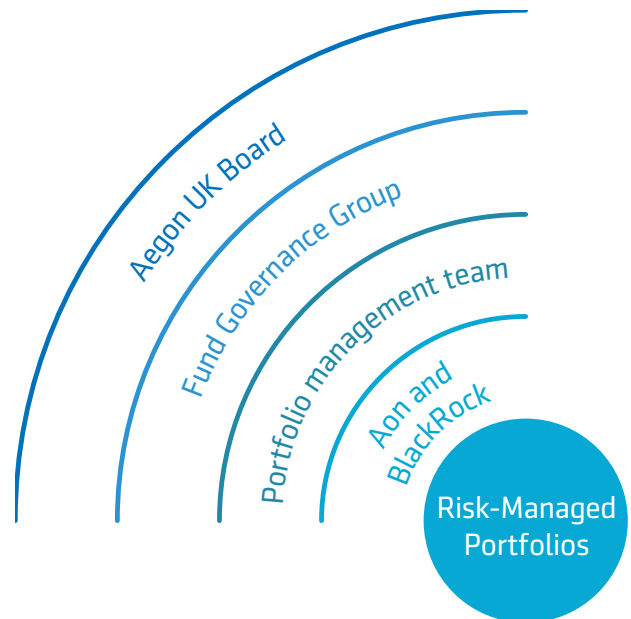 Aegon UK Board
Fund Governance Group
Portfolio management team
Aon and
BlackRock
Risk-Managed
Portfolios